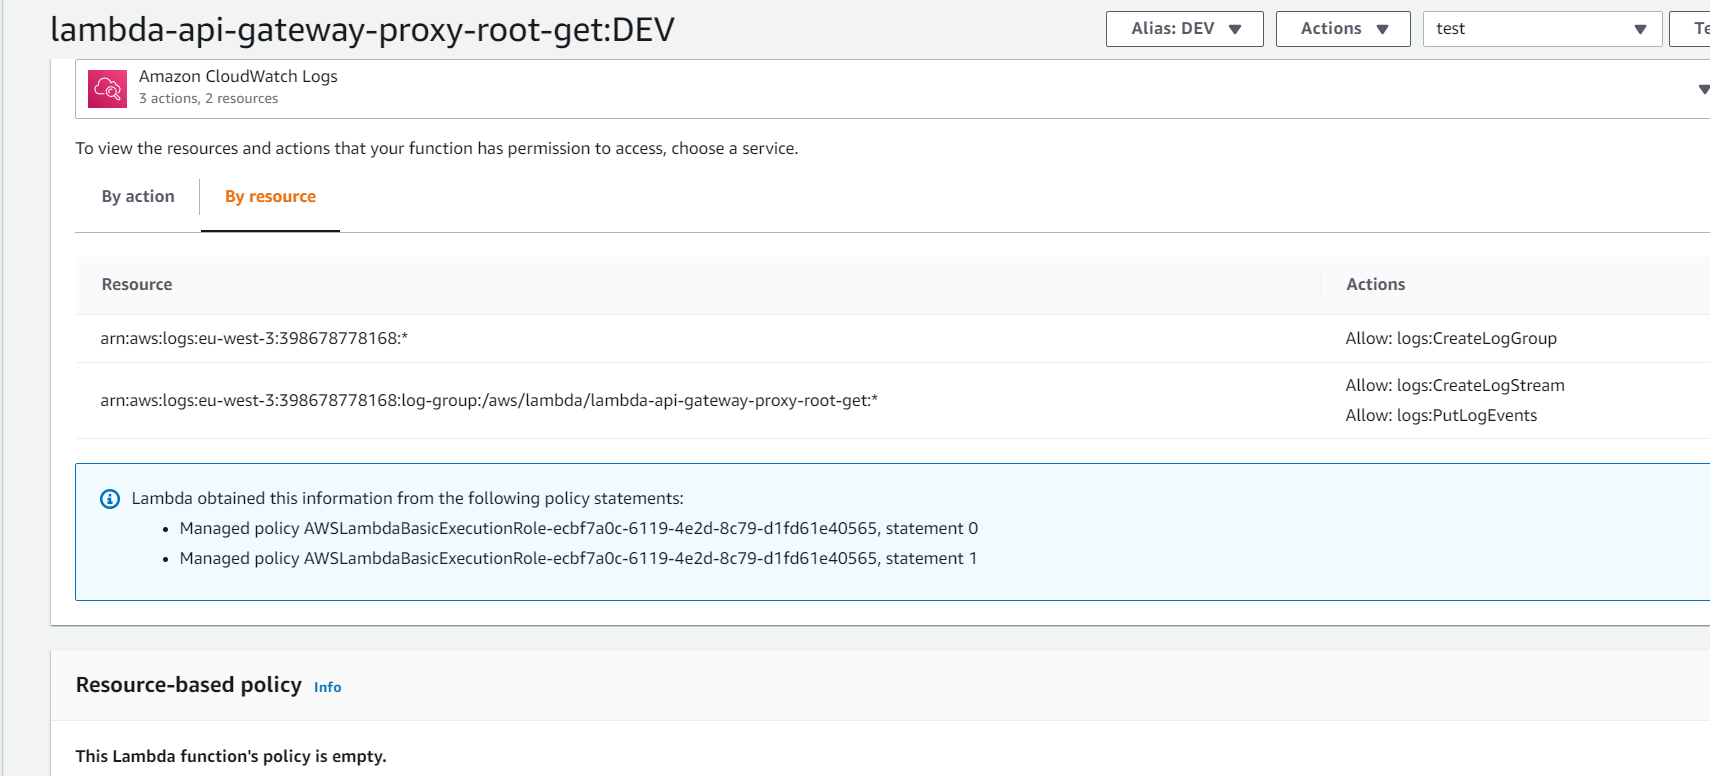 lambda-api-gateway-proxy-root-get:DEV
Alias: DEV
Actions
test
Te
Amazon CloudWatch Logs
3 actions, 2 resources
To view the resources and actions that your function has permission to access, choose a service.
By action
By resource
Resource
Actions
arn:aws:logs:eu-west-3:398678778168:*
Allow: logs:CreateLogGroup
arn:aws:logs:eu-west-3:398678778168:log-group:/aws/lambda/lambda-api-gateway-proxy-root-get:*
Allow: logs:CreateLogStream
Allow: logs:PutLogEvents
Lambda obtained this information from the following policy statements:
Managed policy AWSLambdaBasicExecutionRole-ecbf7a0c-6119-4e2d-8c79-d1fd61e40565, statement 0
Managed policy AWSLambdaBasicExecutionRole-ecbf7a0c-6119-4e2d-8c79-d1fd61e40565, statement 1
Resource-based policy Info
This Lambda function's policy is empty.